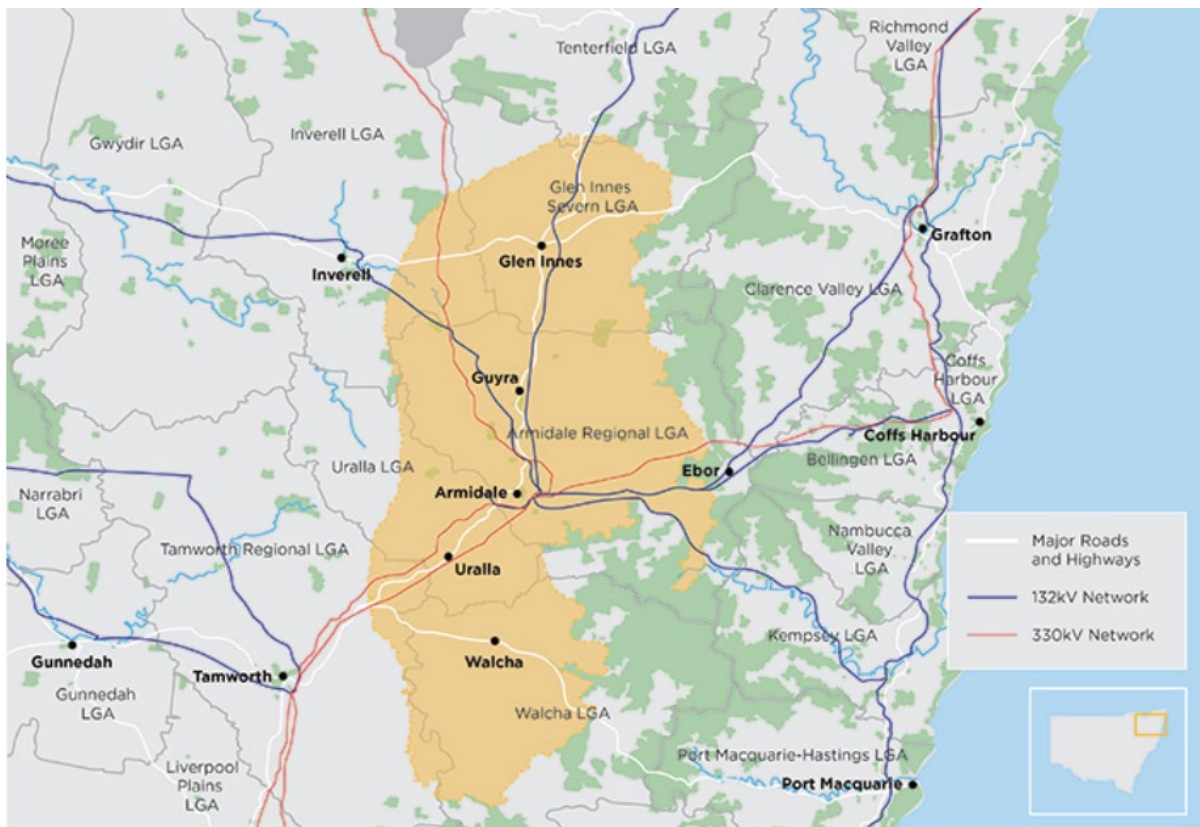 Tenterfield LGA
Richmond
Valley
LGA
Gwydir LGA
Inverell LGA
Glen Innes
Severn LGA
Moree
Plains
LGA
Inverell
Glen Innes
Grafton
Clarence Valley LGA
Guyra
Coffs
Harbour
LGA
Armidale Regional LGA
Coffs Harbour
Bellingen LGA
Uralla LGA
Ebor
Narrabri
LGA
Armidale
Tamworth Regional LGA
Nambucca
Valley
LGA
Uralla
Kempsey LGA
Gunnedah
Walcha
Tamworth
Gunnedah
LGA
Walcha LGA
Port Macquarie-Hastings LGA
Liverpool
Plains
LGA
Port Macquarie
Major Roads
and Highways
132kV Network
330kV Network